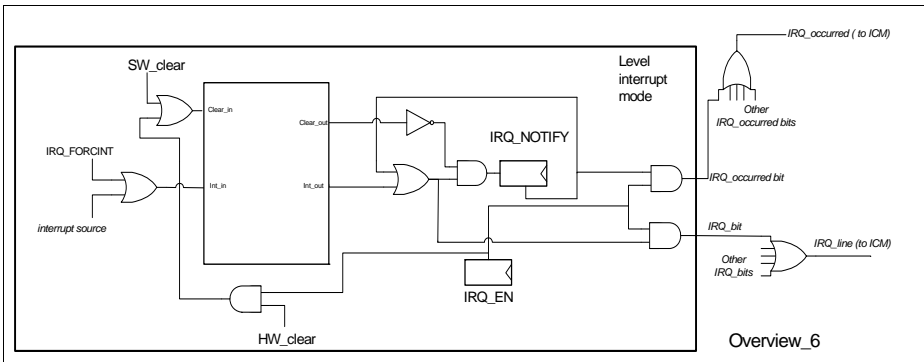 IRQ_occurred ( to ICM)
Level
interrupt
mode
SW_clear
Clear_in
Clear_out
Other
IRQ_occurred bits
IRQ_NOTIFY
IRQ_FORCINT
IRQ_occurred bit
Int_in
Int_out
interrupt source
IRQ_bit
IRQ_line (to ICM)
Other
IRQ_bits
IRQ_EN
HW_clear
Overview_6